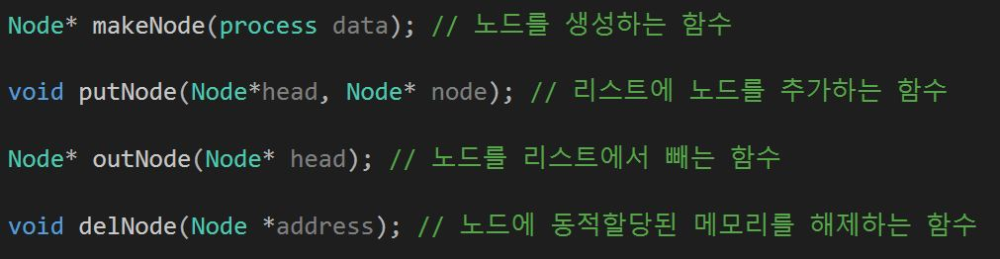 Node* makeNode(process data); // 노드를 생성하는 함수
void putNode(Node*head, Node* node); // 리스트에 노드를 추가하는 함수
Node* outNode(Node* head); // 노드를 리스트에서 빼는 함수
void delNode(Node *address); // 노드에 동적할당된 메모리를 해제하는 함수